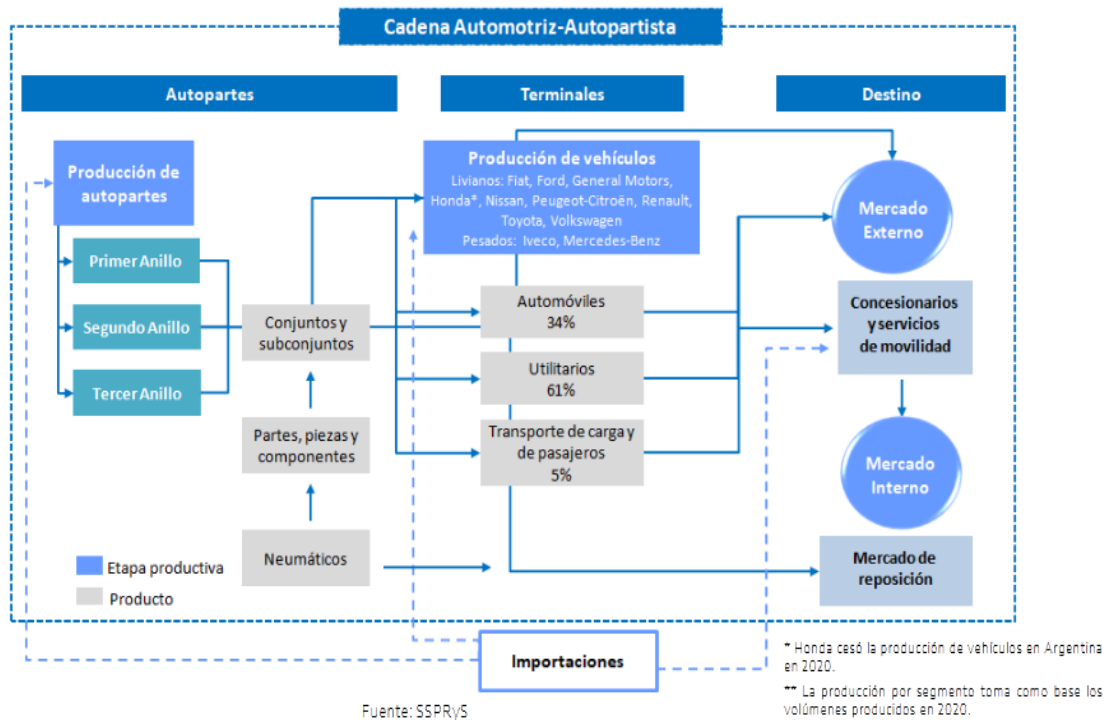 Cadena Automotriz-Autopartista
Autopartes
Terminales
Destino
Producción de
autopartes
Primer Anillo
Segundo Anillo
Tercer Anillo
Conjuntos y
subconjuntos
Partes, piezas y
componentes
Neumáticos
Etapa productiva
Producto
Producción de vehículos
Livianos: Fiat, Ford, General Motors,
Honda*, Nissan, Peugeot-Citroën, Renault,
Toyota, Volkswagen
Pesados: Iveco, Mercedes-Benz
Automóviles
34%
Utilitarios
61%
Transporte de carga y
de pasajeros
5%
Mercado
Externo
Concesionarios
y servicios
de movilidad
Mercado
Interno
Mercado de
reposición
Importaciones
* Honda cesó la producción de vehículos en Argentina
en 2020.
** La producción por segmento toma como base los
volúmenes producidos en 2020.
Fuente: SSPRyS